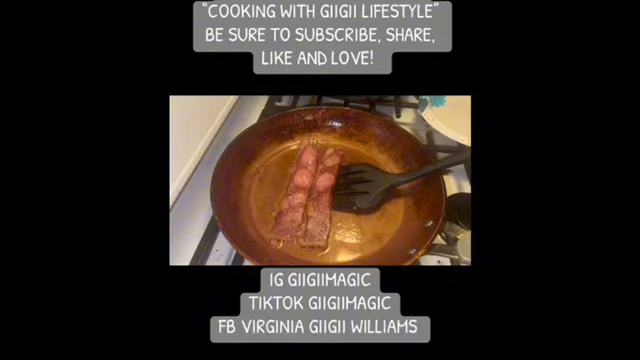 "COOKING WITH GIIGII LIFESTYLE"
BE SURE TO SUBSCRIBE, SHARE,
LIKE AND LOVE!
IG GIIGIIMAGIC
TIKTOK GIIGIIMAGIC
FB VIRGINIA GIIGII WILLIAMS